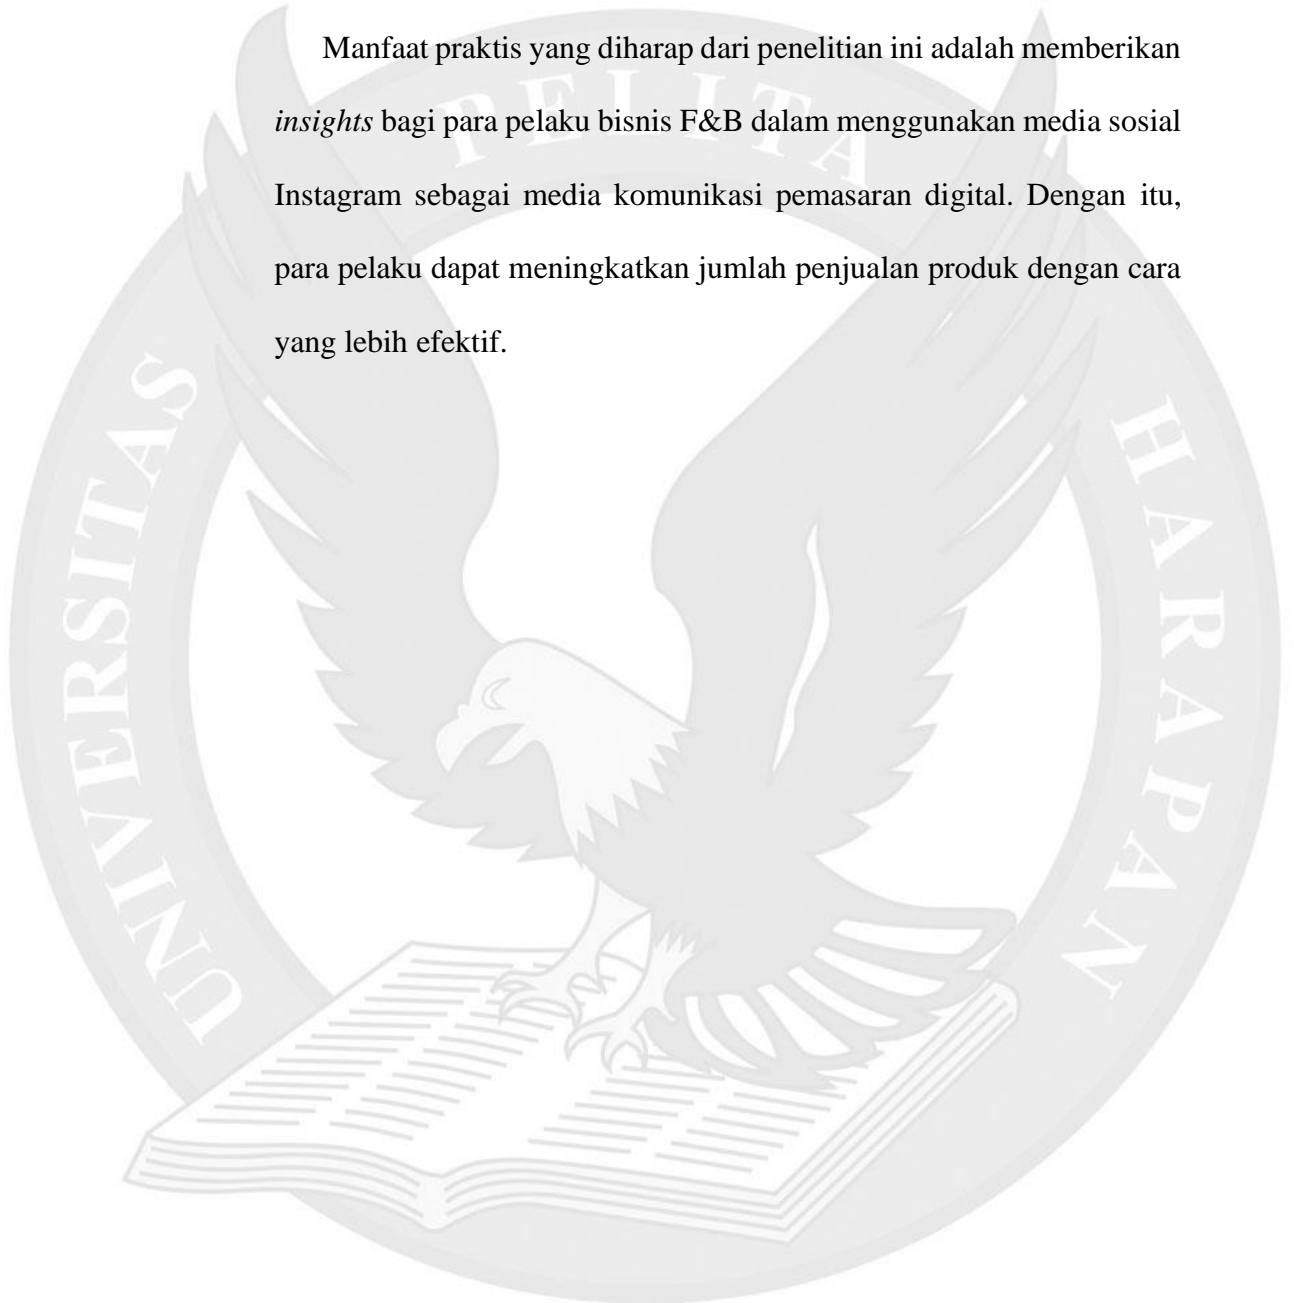 Manfaat praktis yang diharap dari penelitian ini adalah memberikan
insights bagi para pelaku bisnis F&B dalam menggunakan media sosial
Instagram sebagai media komunikasi pemasaran digital. Dengan itu,
para pelaku dapat meningkatkan jumlah penjualan produk dengan cara
yang lebih efektif.
UNIVERSITAS
PELITA
HARAPAN